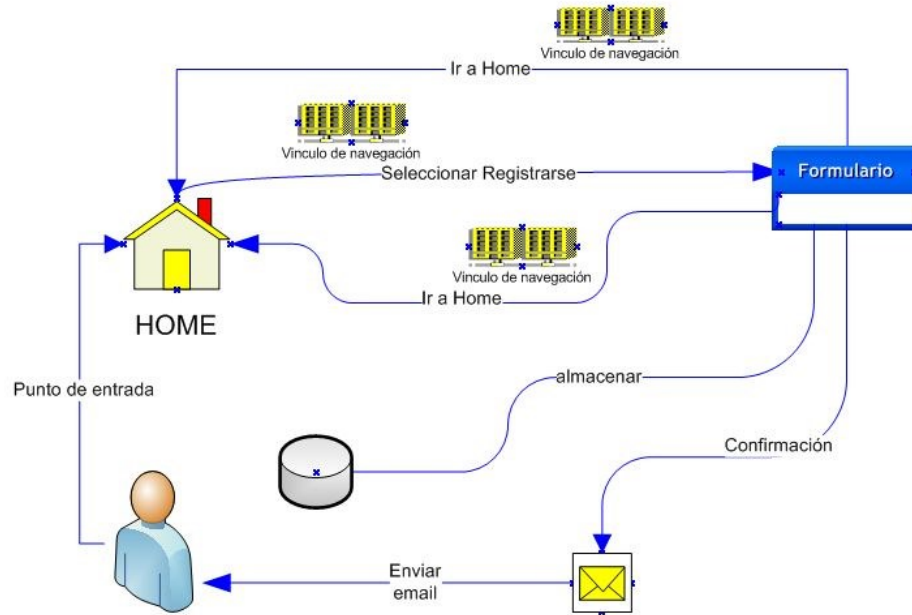 Vinculo de navegación
Ir a Home
Vinculo de navegación
Seleccionar Registrarse
Formulario
Vinculo de navegación
Ir a Home
HOME
Punto de entrada
almacenar
Confirmación
Enviar
email